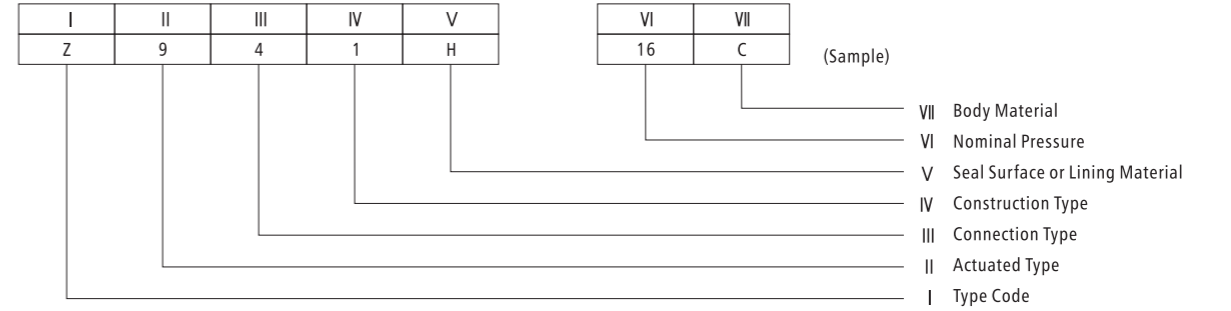 Ⅰ Ⅱ Ⅲ Ⅳ Ⅴ Ⅵ Ⅶ
Z 9 4 1 H 16 C (Sample)
Ⅶ Body Material
Ⅵ Nominal Pressure
Ⅴ Seal Surface or Lining Material
Ⅳ Construction Type
Ⅲ Connection Type
Ⅱ Actuated Type
Ⅰ Type Code